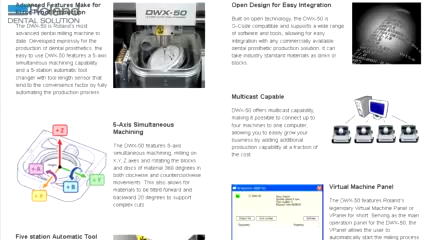 Advanced Features Make for
Roland
DENTAL SOLUTION
The DWX-50 is Roland's most
advanced dental milling machine to
date. Developed expressly for the
production of dental prosthetics, the
easy to use DWX-50 features a 5-axis
simultaneous machining capability
and a 5-station automatic tool
changer with tool length sensor that
lend to the convenience factor by fully
automating the production process.
DWX-50
Open Design for Easy Integration
Built on open technology, the DWX-50 is
G-Code compatible and supports a wide range
of software and tools, allowing for easy
integration with any commercially available
dental prosthetic production solution. It can
take industry standard materials as disks or
blocks.
+Z
-A
+Y
+X
+B
5-Axis Simultaneous
Machining
The DWX-50 features 5-axis
simultaneous machining, milling on
X,Y, Z axes and rotating the blocks
and discs of material 360 degrees in
both clockwise and counterclockwise
movements. This also allows for
materials to be tilted forward and
backward 20 degrees to support
complex cuts
Multicast Capable
DWX-50 offers multicast capability,
making it possible to connect up to
four machines to one computer,
allowing you to easily grow your
business by adding additional
production capability at a fraction of
the cost.
Virtual Machine Panel
The DWX-50 features Roland's
legendary Virtual Machine Panel or
VPanel for short. Serving as the main
operation panel for the DWX-50, the
VPanel allows the user to
automatically start the milling process
Five station Automatic Tool